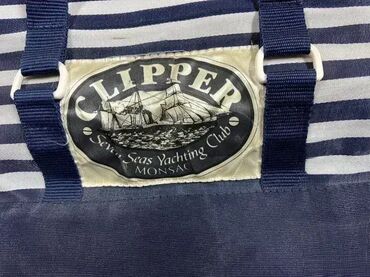 CLIPPER
Seven Seas Yachting Club
MONSAC